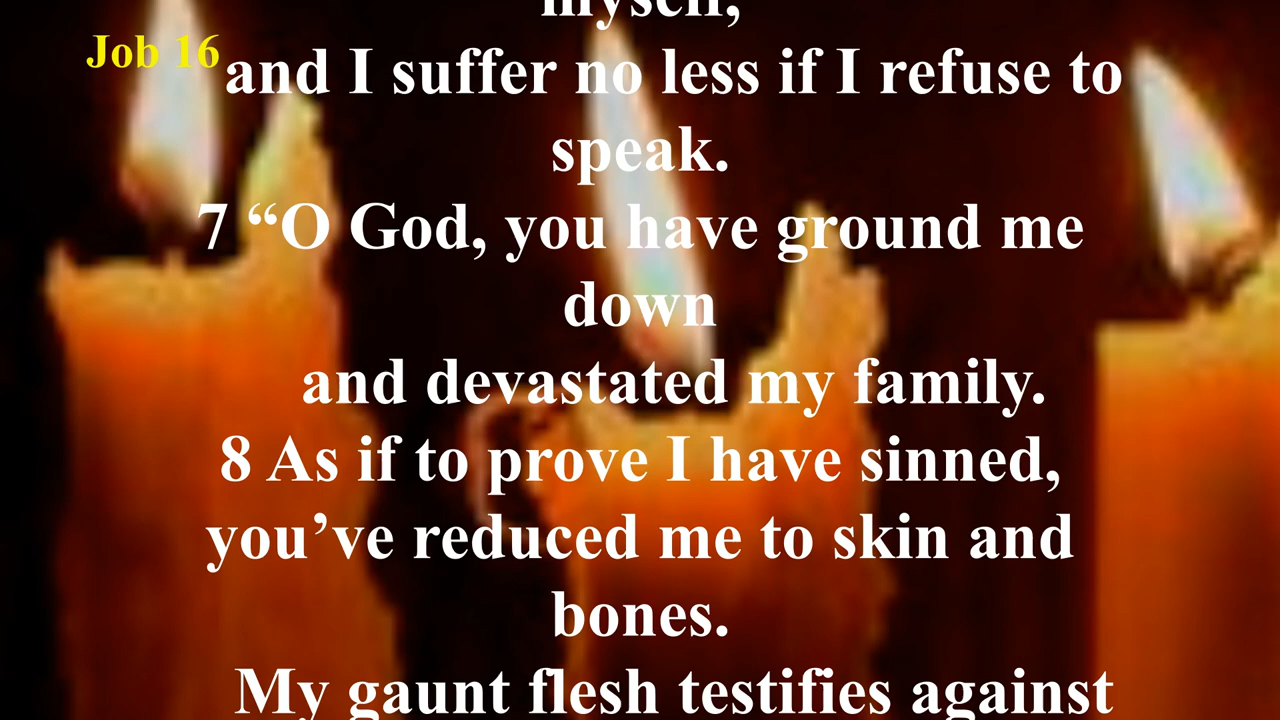 myself,
Job 16
and I suffer no less if I refuse to
speak.
7 “O God, you have ground me
down
and devastated my family.
8 As if to prove I have sinned,
you’ve reduced me to skin and
bones.
My gaunt flesh testifies against